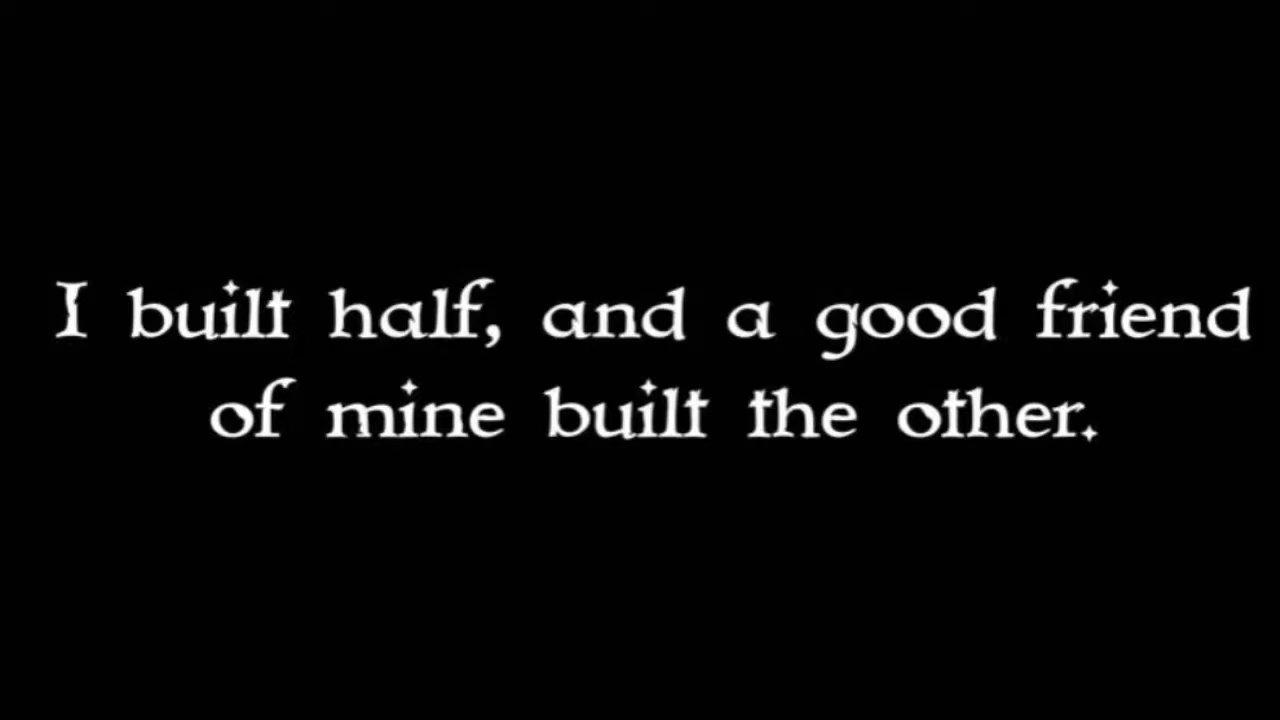 I built half, and a good friend
of mine built the other.